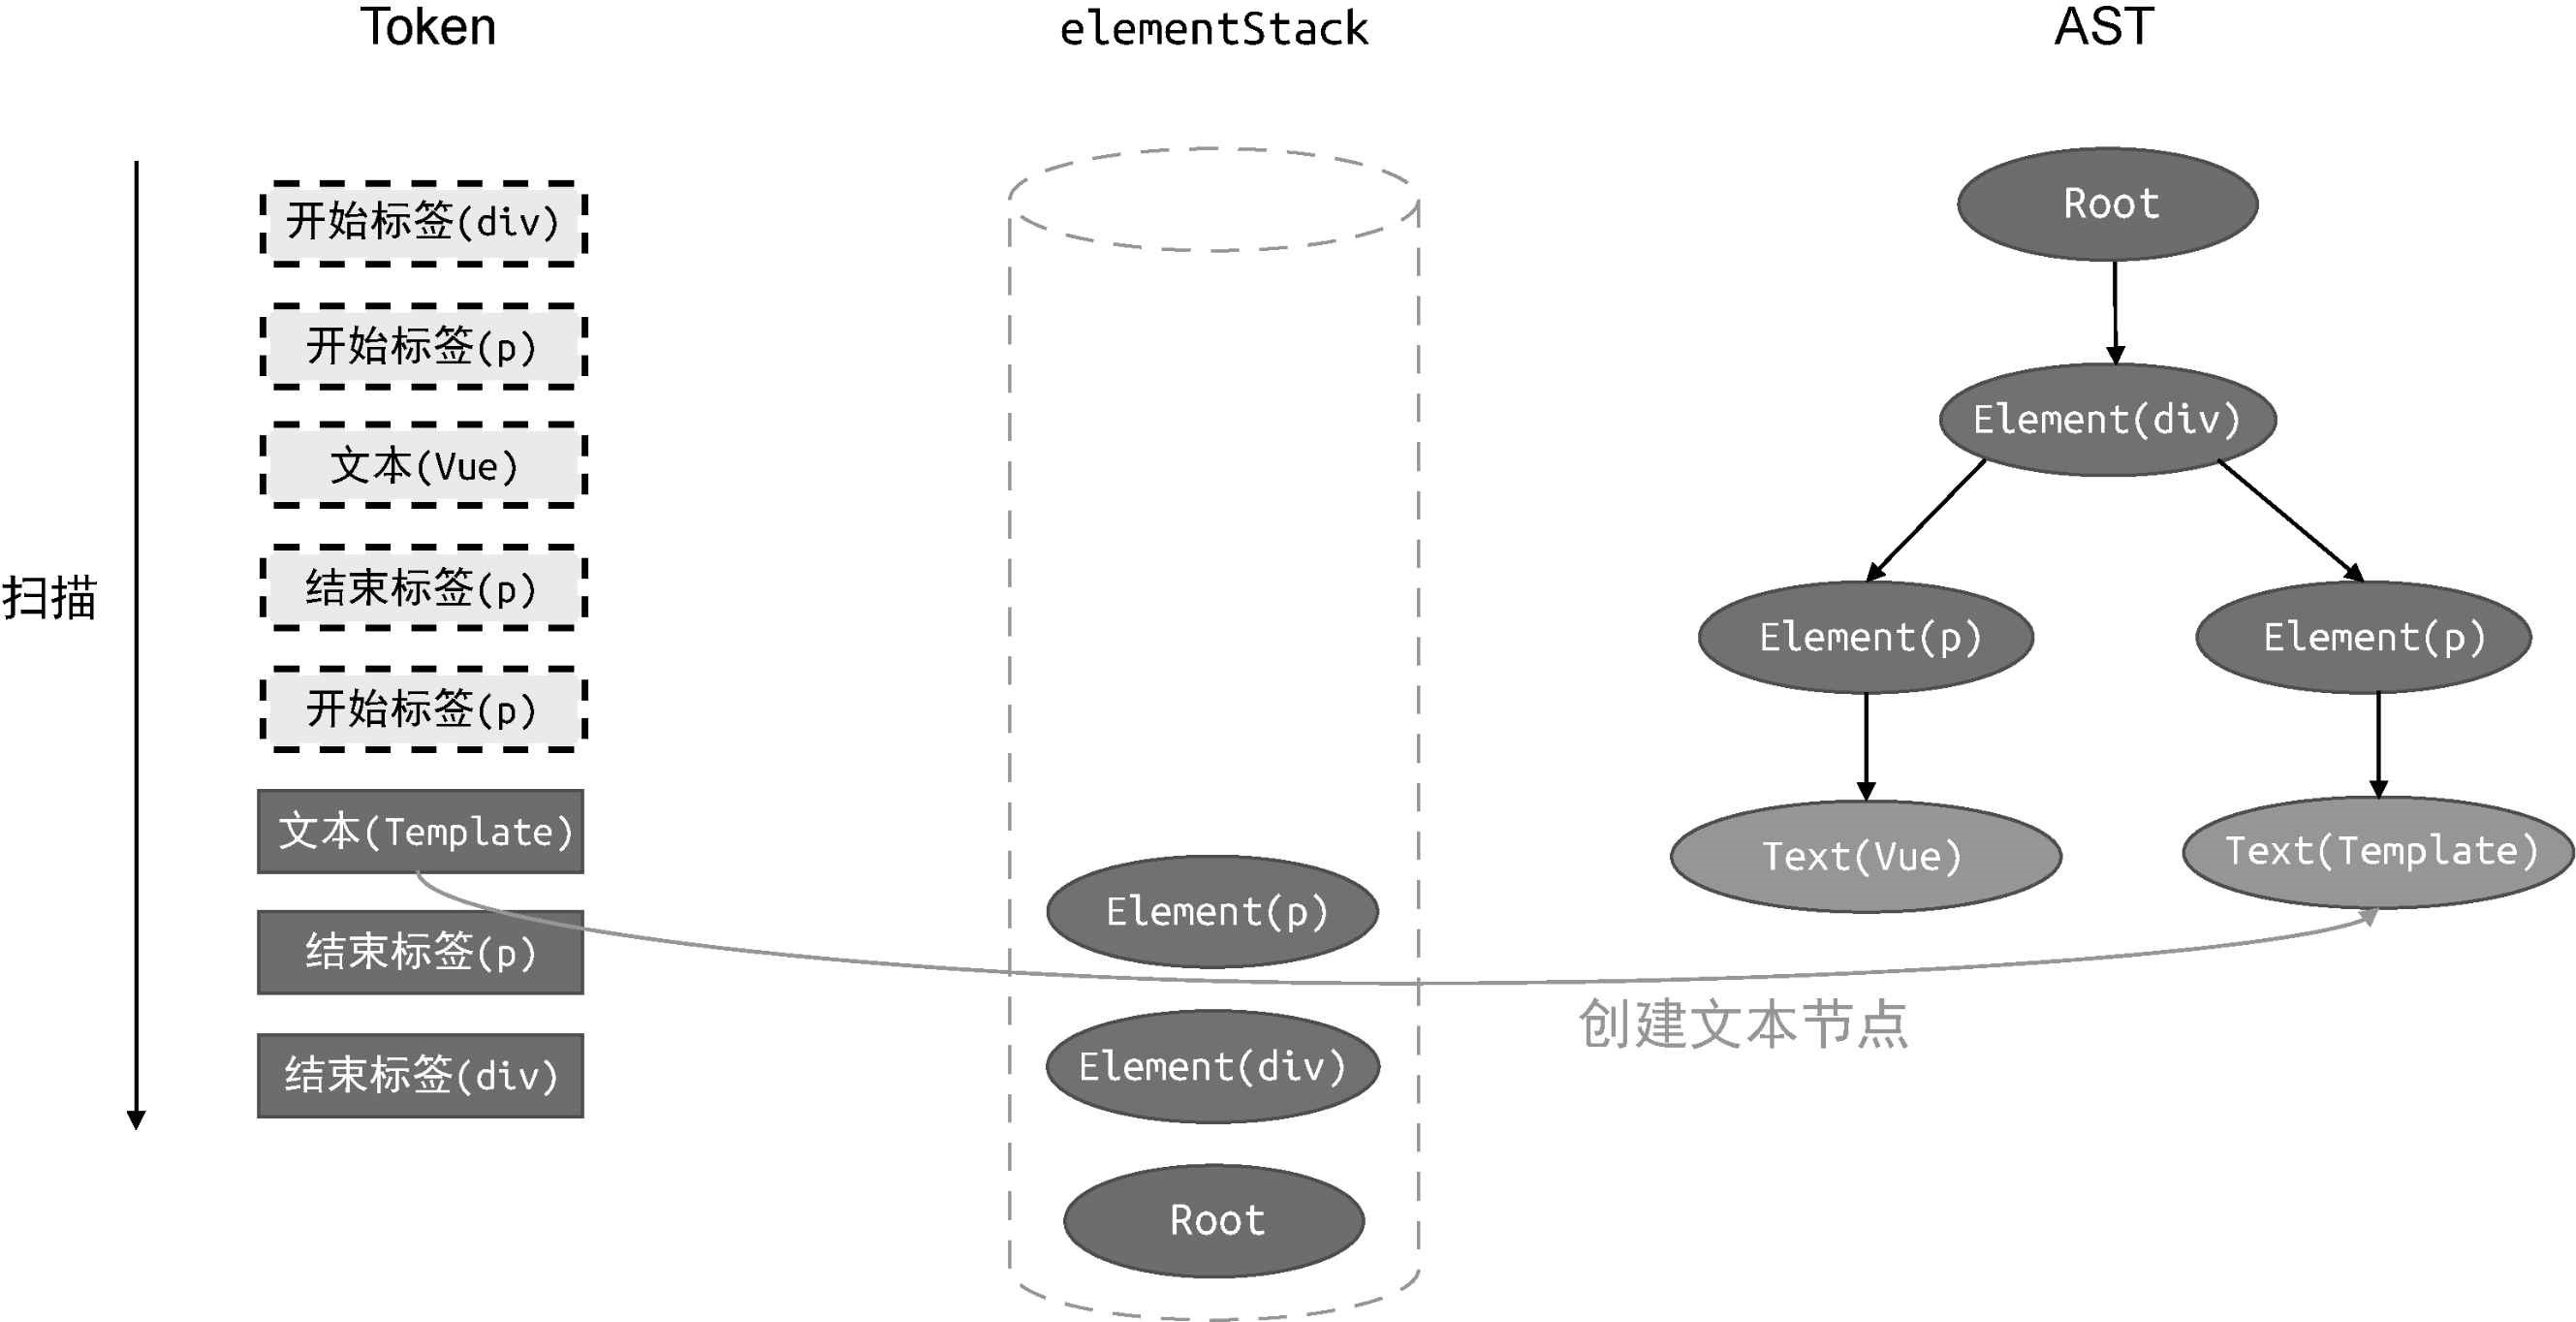 Token
elementStack
AST
扫描
开始标签(div)
开始标签(p)
文本(Vue)
结束标签(p)
开始标签(p)
文本(Template)
结束标签(p)
结束标签(div)
Element(p)
Element(div)
Root
Root
Element(div)
Element(p)
Element(p)
Text(Vue)
Text(Template)
创建文本节点